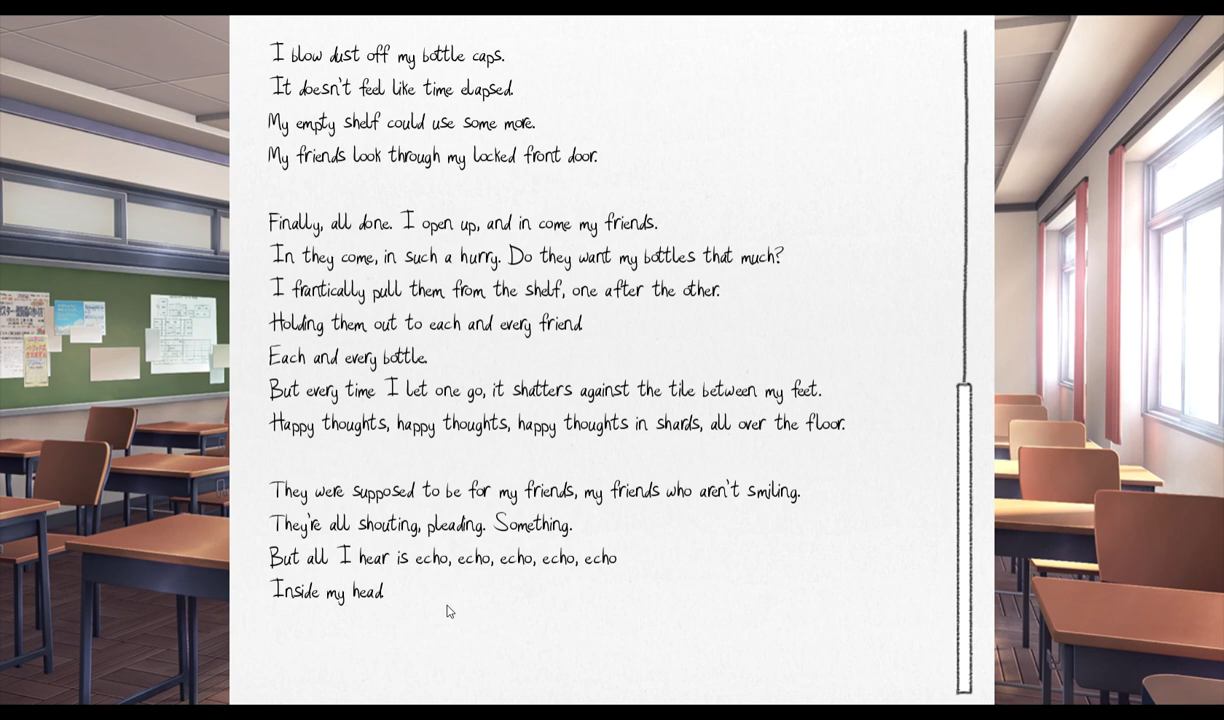 I blow dust off my bottle caps.
It doesn't feel like time elapsed.
My empty shelf could use some more.
My friends look through my locked front door.
Finally, all done. I open up, and in come my friends.
In they come, in such a hurry. Do they want my bottles that much?
I frantically pull them from the shelf, one after the other.
Holding them out to each and every friend.
Each and every bottle.
But every time I let one go, it shatters against the tile between my feet.
Happy thoughts, happy thoughts, happy thoughts in shards, all over the floor.
They were supposed to be for my friends, my friends who aren't smiling.
They're all shouting, pleading. Something.
But all I hear is echo, echo, echo, echo, echo
Inside my head